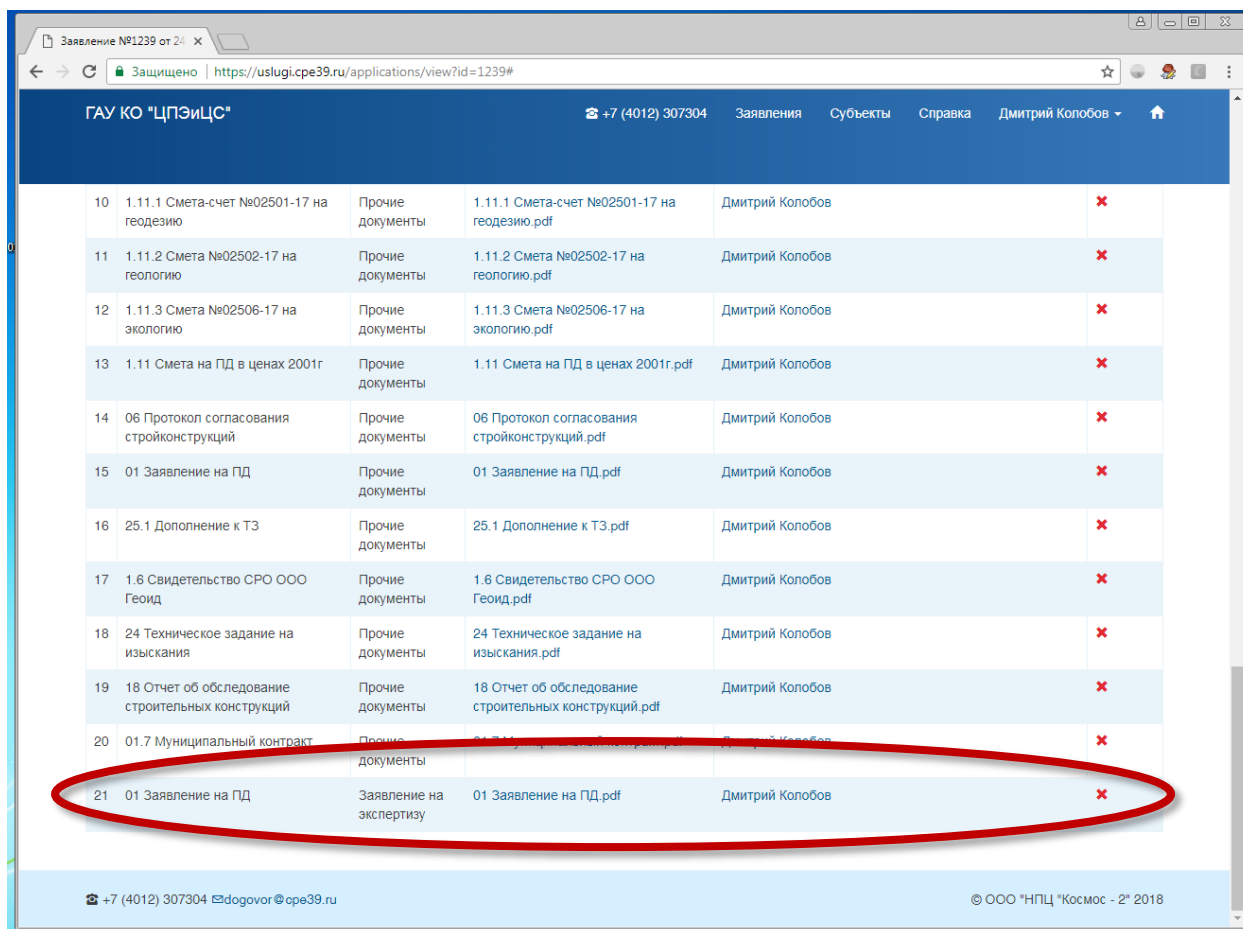 Заявление №1239 от 24
Защищено | https://uslugi.cpe39.ru/applications/view?id=1239#
ГАУ КО "ЦПЭиЦС" +7 (4012) 307304 Заявления Субъекты Справка Дмитрий Колобов
10 1.11.1 Смета-счет №02501-17 на Прочие 1.11.1 Смета-счет №02501-17 на Дмитрий Колобов
геодезию документы геодезию.pdf
11 1.11.2 Смета №02502-17 на Прочие 1.11.2 Смета №02502-17 на Дмитрий Колобов
геологию документы геологию.pdf
12 1.11.3 Смета №02506-17 на Прочие 1.11.3 Смета №02506-17 на Дмитрий Колобов
экологию документы экологию.pdf
13 1.11 Смета на ПД в ценах 2001г Прочие 1.11 Смета на ПД в ценах 2001г.pdf Дмитрий Колобов
документы
14 06 Протокол согласования Прочие 06 Протокол согласования Дмитрий Колобов
стройконструкций документы стройконструкций.pdf
15 01 Заявление на ПД Прочие 01 Заявление на ПД.pdf Дмитрий Колобов
документы
16 25.1 Дополнение к ТЗ Прочие 25.1 Дополнение к ТЗ.pdf Дмитрий Колобов
документы
17 1.6 Свидетельство СРО ООО Прочие 1.6 Свидетельство СРО ООО Дмитрий Колобов
Геоид документы Геоид.pdf
18 24 Техническое задание на Прочие 24 Техническое задание на Дмитрий Колобов
изыскания документы изыскания.pdf
19 18 Отчет об обследование Прочие 18 Отчет об обследование Дмитрий Колобов
строительных конструкций документы строительных конструкций.pdf
20 01.7 Муниципальный контракт Прочие
документы
21 01 Заявление на ПД Заявление на 01 Заявление на ПД.pdf Дмитрий Колобов
экспертизу
+7 (4012) 307304 dogovor@cpe39.ru © ООО "НПЦ "Космос - 2" 2018